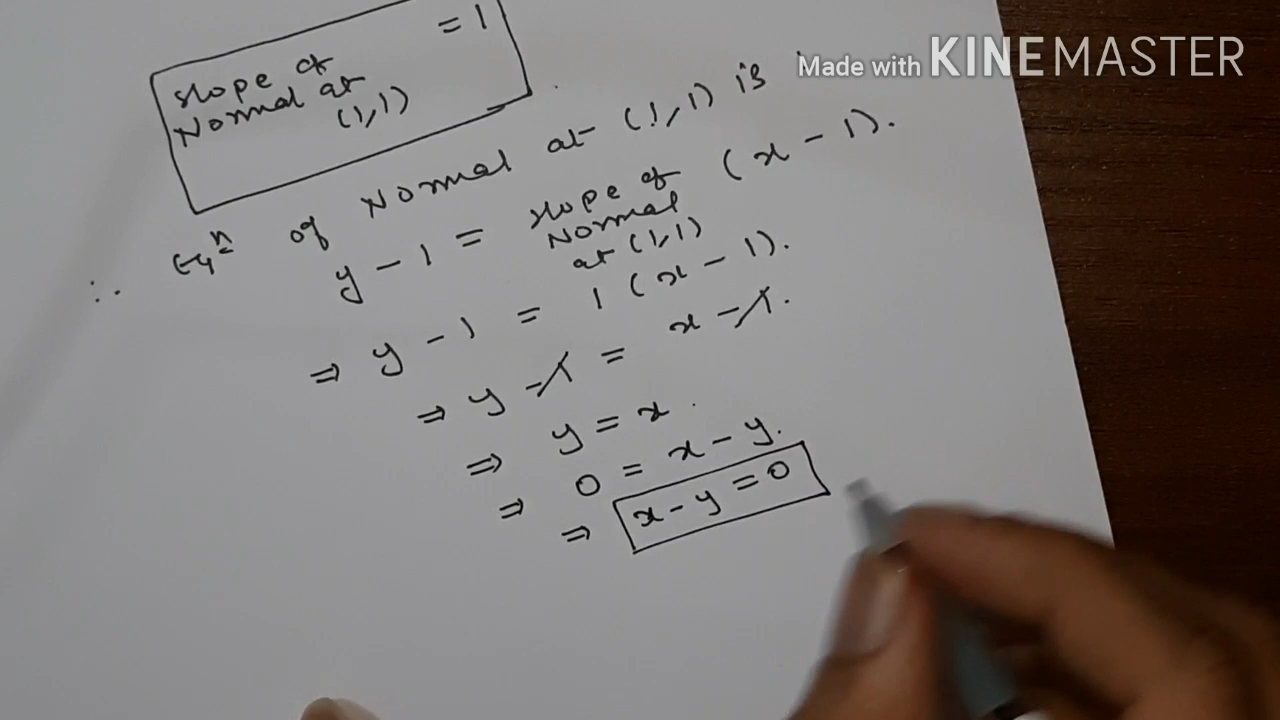 Made with KINEMASTER
slope of
Normal at = 1
(1,1)
∴ Eqⁿ of Normal at (1,1) is
y - 1 = slope of Normal at (1,1) (x - 1).
⇒ y - 1 = 1 (x - 1).
⇒ y - 1 = x - 1.
⇒ y = x.
⇒ 0 = x - y.
⇒ x - y = 0